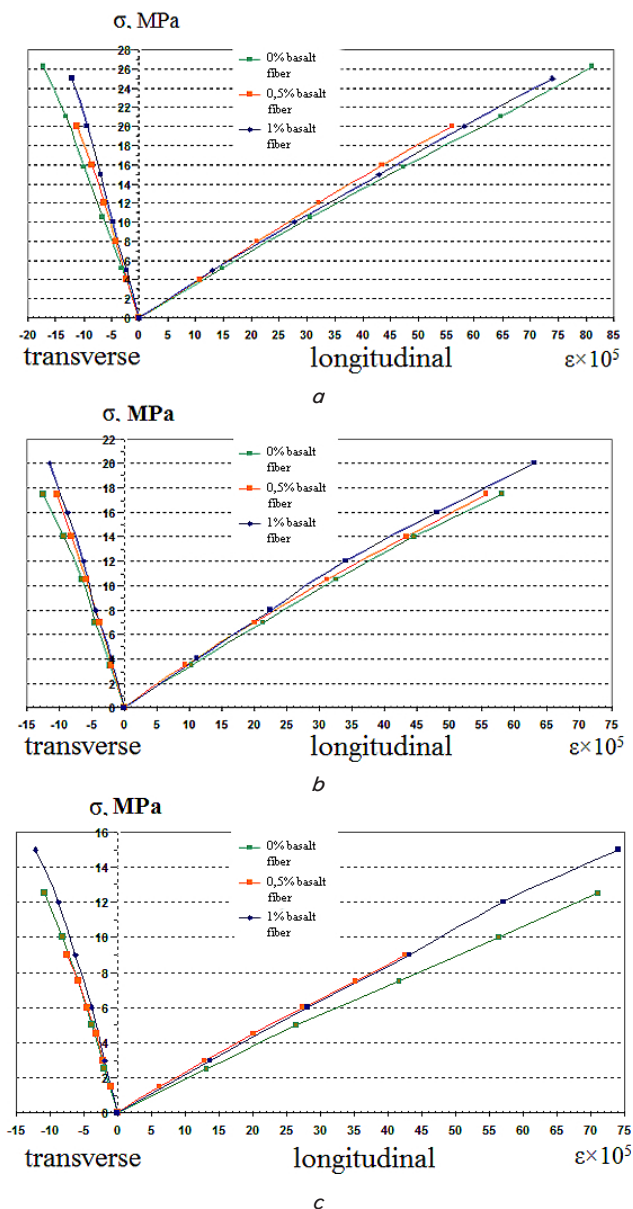 σ, MPa
28
26
24
22
20
18
16
14
12
10
8
6
4
2
0
0% basalt
fiber
0,5% basalt
fiber
1% basalt
fiber
-20 -15 -10 -5 0 5 10 15 20 25 30 35 40 45 50 55 60 65 70 75 80 85
transverse longitudinal ε×10⁵
a
σ, MPa
22
20
18
16
14
12
10
8
6
4
2
0
0% basalt
fiber
0,5% basalt
fiber
1% basalt
fiber
-15 -10 -5 0 5 10 15 20 25 30 35 40 45 50 55 60 65 70 75
transverse longitudinal ε×10⁵
b
σ, MPa
16
14
12
10
8
6
4
2
0
0% basalt
fiber
0,5% basalt
fiber
1% basalt
fiber
-15 -10 -5 0 5 10 15 20 25 30 35 40 45 50 55 60 65 70 75
transverse longitudinal ε×10⁵
c